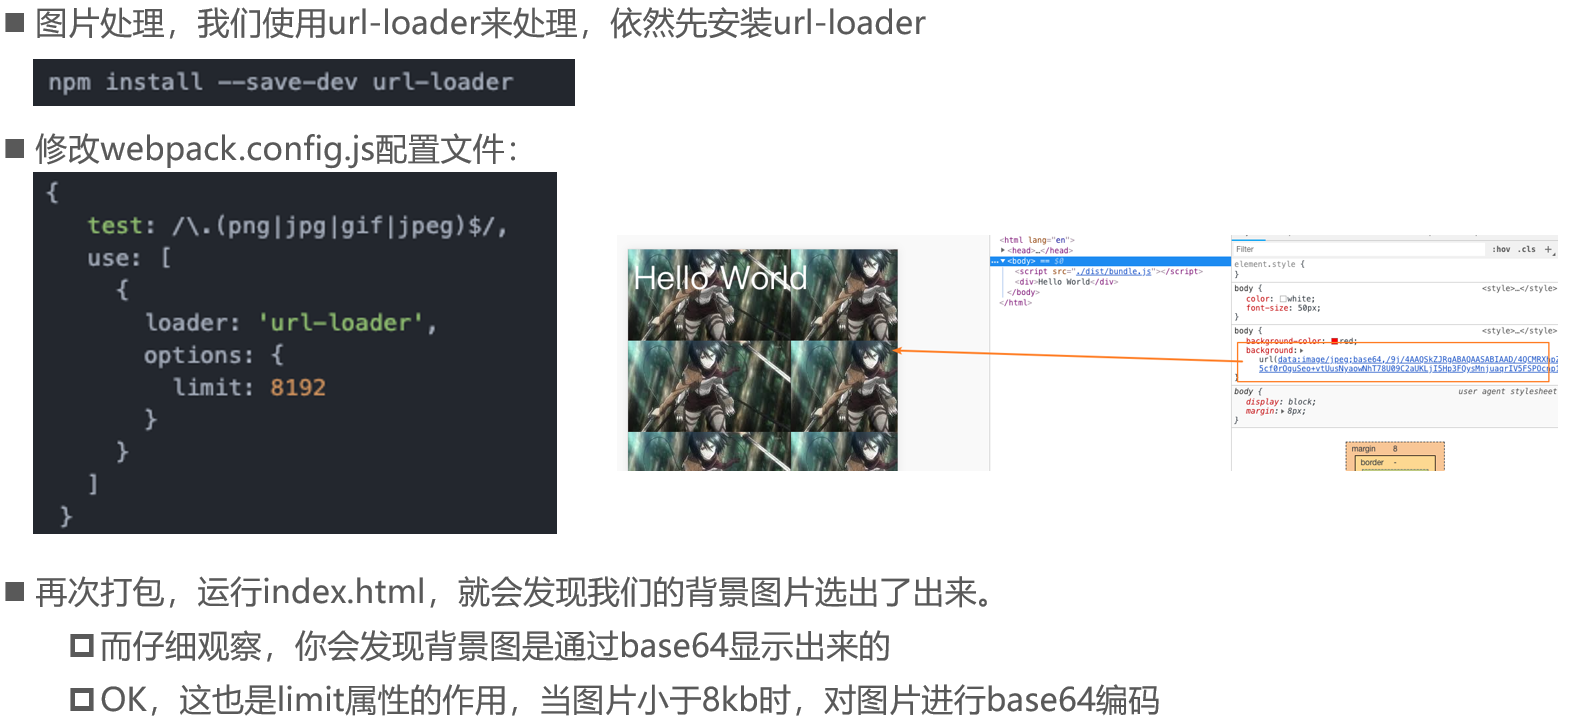 图片处理，我们使用url-loader来处理，依然先安装url-loader
npm install --save-dev url-loader
修改webpack.config.js配置文件：
{
test: /\.(png|jpg|gif|jpeg)$/,
use: [
{
loader: 'url-loader',
options: {
limit: 8192
}
}
]
}
Hello World
<html lang="en">
<head>…</head>
<body> == $0
<script src="./dist/bundle.js"></script>
<div>Hello World</div>
</body>
</html>
Filter :hov .cls +
element.style {
}
body { <style>…</style>
color: white;
font-size: 50px;
}
body { <style>…</style>
background-color: red;
background:
url(data:image/jpeg;base64,/9j/4AAQSkZJRgABAQAASABIAAD/4QCMRXhpZ
5cf0rOguSeo+vtUusNyaowNhT78U09C2aUKLjI5Hp3FQysMnjuaqrIV5FSPOcnp1
}
body { user agent stylesheet
display: block;
margin: 8px;
}
margin 8
border -
再次打包，运行index.html，就会发现我们的背景图片选出了出来。
而仔细观察，你会发现背景图是通过base64显示出来的
OK，这也是limit属性的作用，当图片小于8kb时，对图片进行base64编码